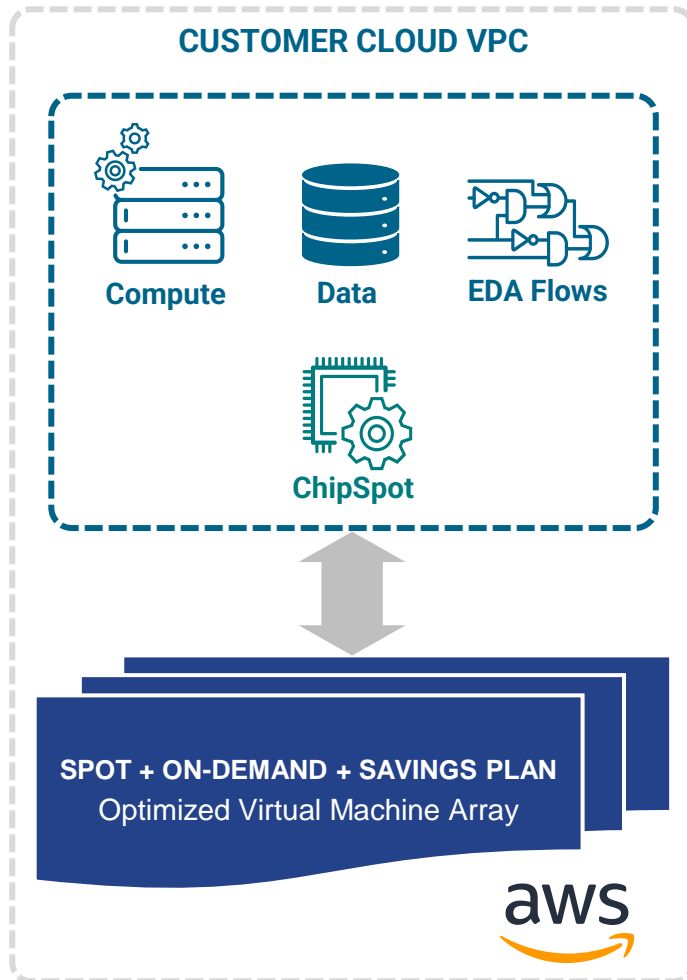 CUSTOMER CLOUD VPC
Compute
Data
EDA Flows
ChipSpot
SPOT + ON-DEMAND + SAVINGS PLAN
Optimized Virtual Machine Array
aws